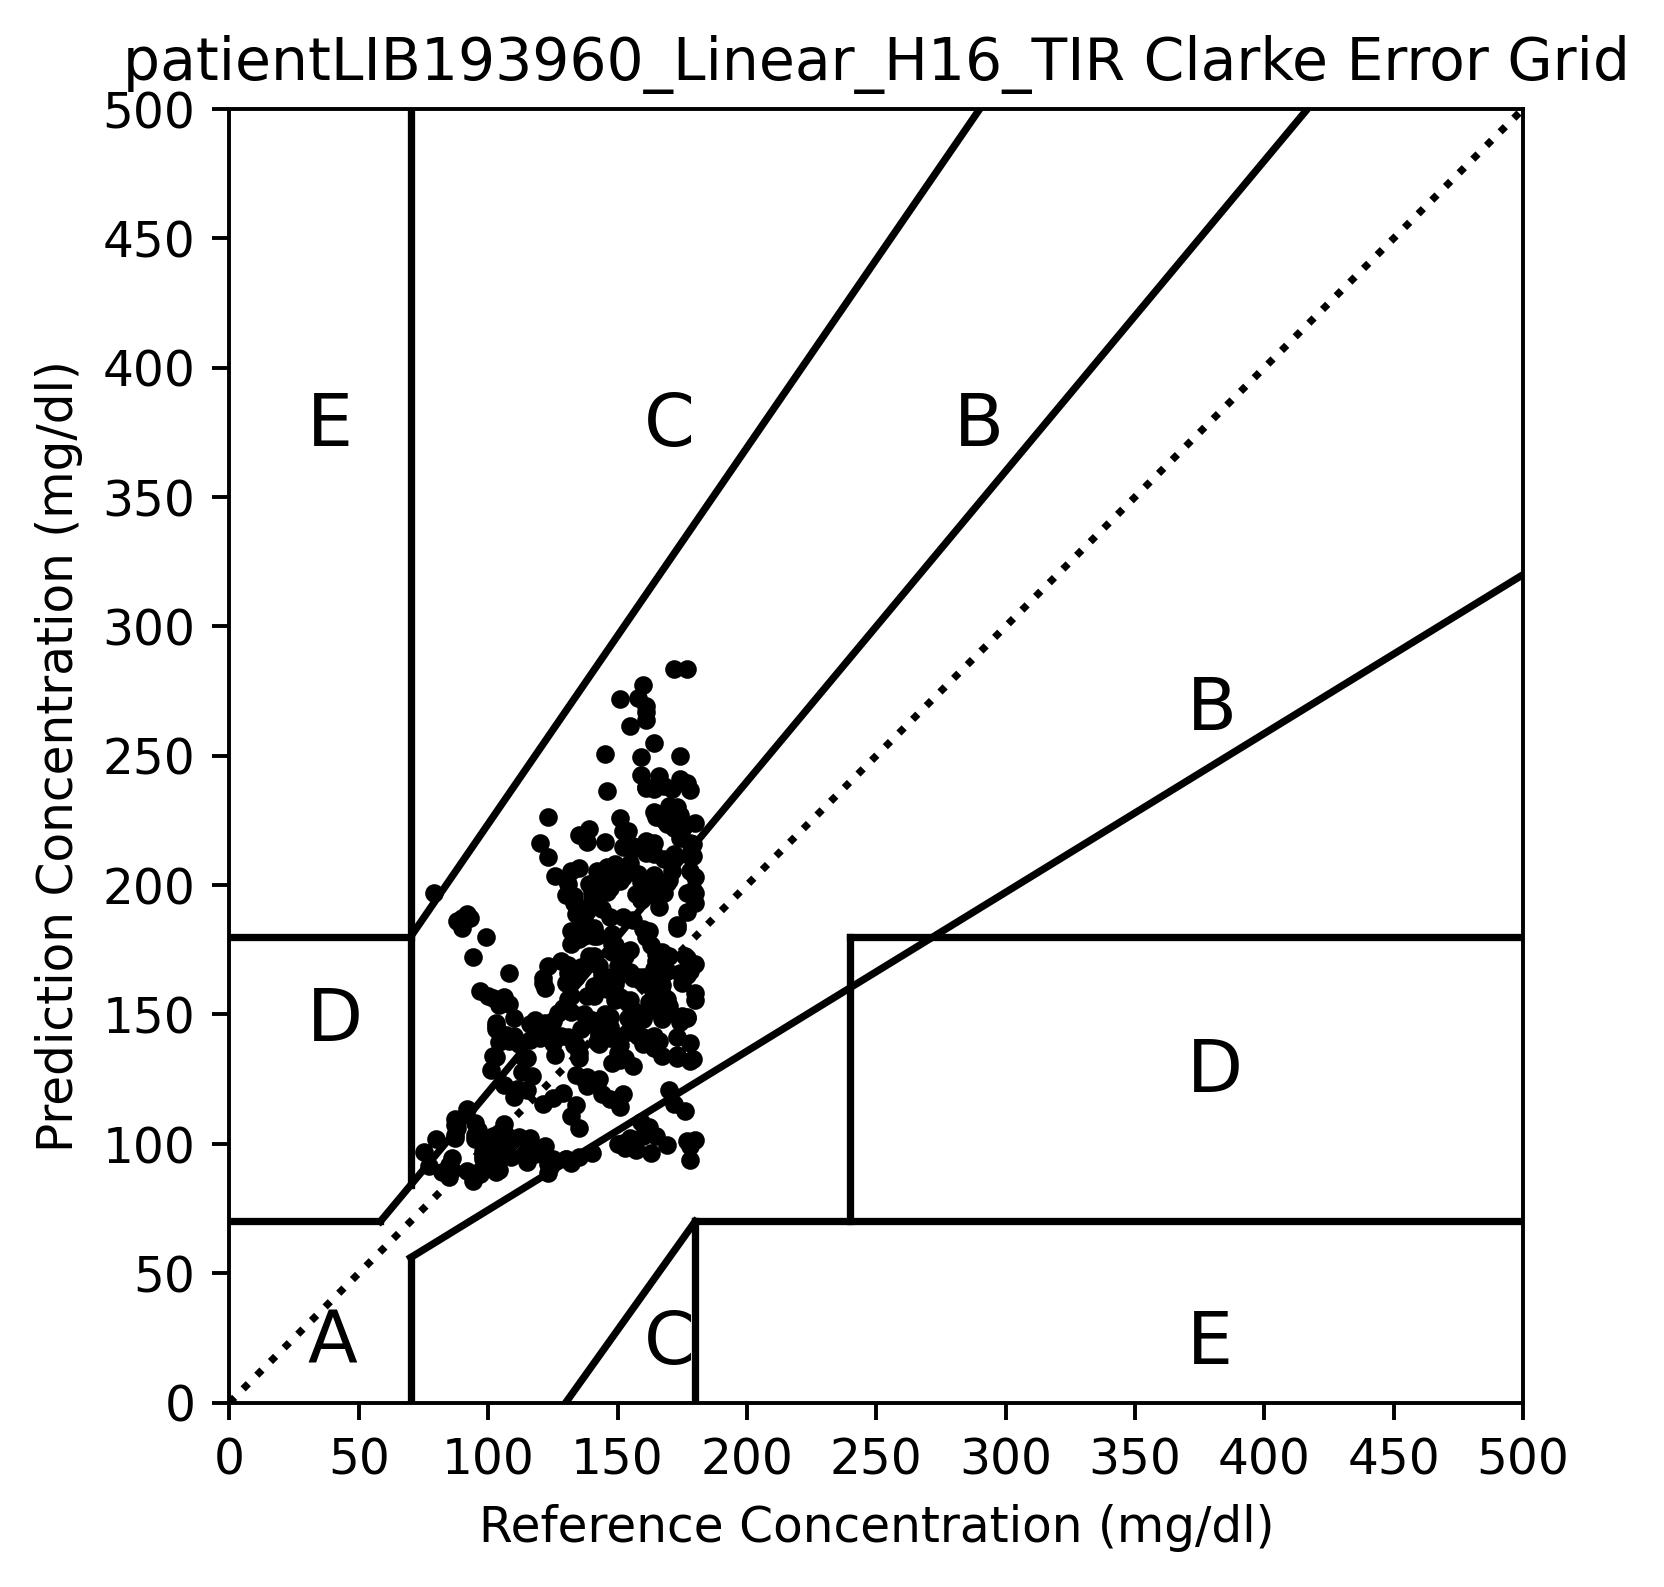 patientLIB193960_Linear_H16_TIR Clarke Error Grid
500
450
400
350
300
250
200
150
100
50
0
Prediction Concentration (mg/dl)
E
C
B
B
D
D
A
C
E
0 50 100 150 200 250 300 350 400 450 500
Reference Concentration (mg/dl)